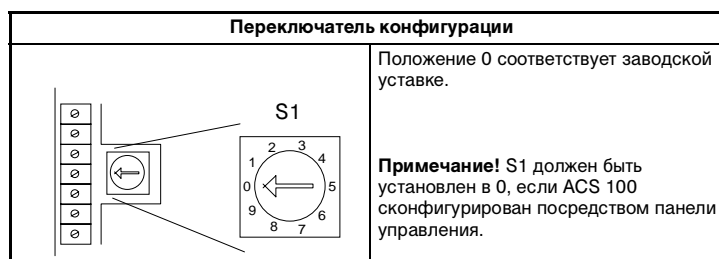 Переключатель конфигурации
Положение 0 соответствует заводской
уставке.
S1
2 3
1 4
0 5
9 6
8 7
Примечание! S1 должен быть
установлен в 0, если ACS 100
сконфигурирован посредством панели
управления.